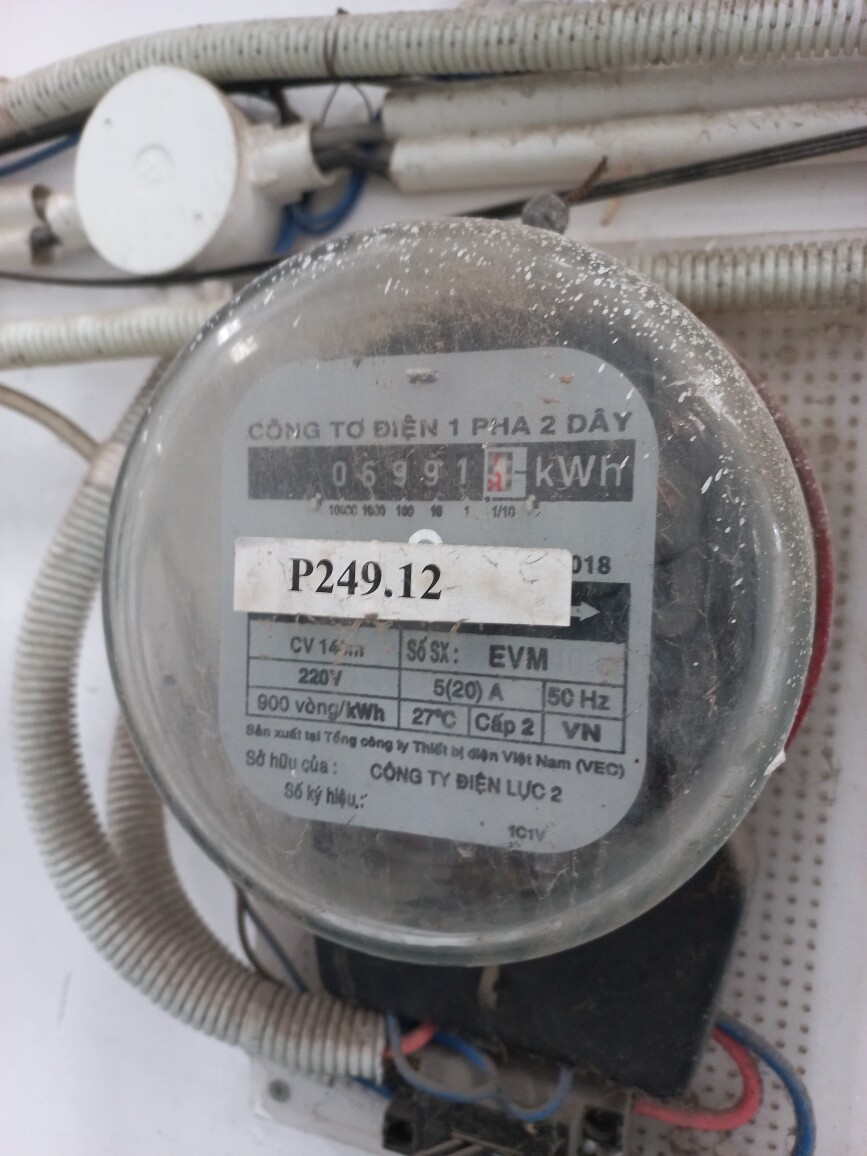 CÔNG TƠ ĐIỆN 1 PHA 2 DÂY
06991 kWh
10000 1000 100 10 1 1/10
018
P249.12
CV 140m Số SX: EVM
220V 5(20) A 50 Hz
900 vòng/kWh 27°C Cấp 2 VN
Sản xuất tại Tổng công ty Thiết bị điện Việt Nam (VEC)
Sở hữu của: CÔNG TY ĐIỆN LỰC 2
Số ký hiệu:
1C1V